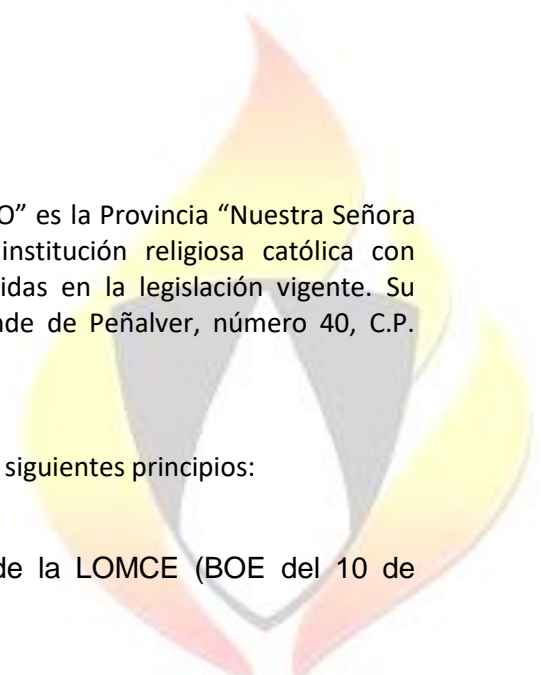 O” es la Provincia “Nuestra Señora
institución religiosa católica con
idas en la legislación vigente. Su
nde de Peñalver, número 40, C.P.
siguientes principios:
de la LOMCE (BOE del 10 de